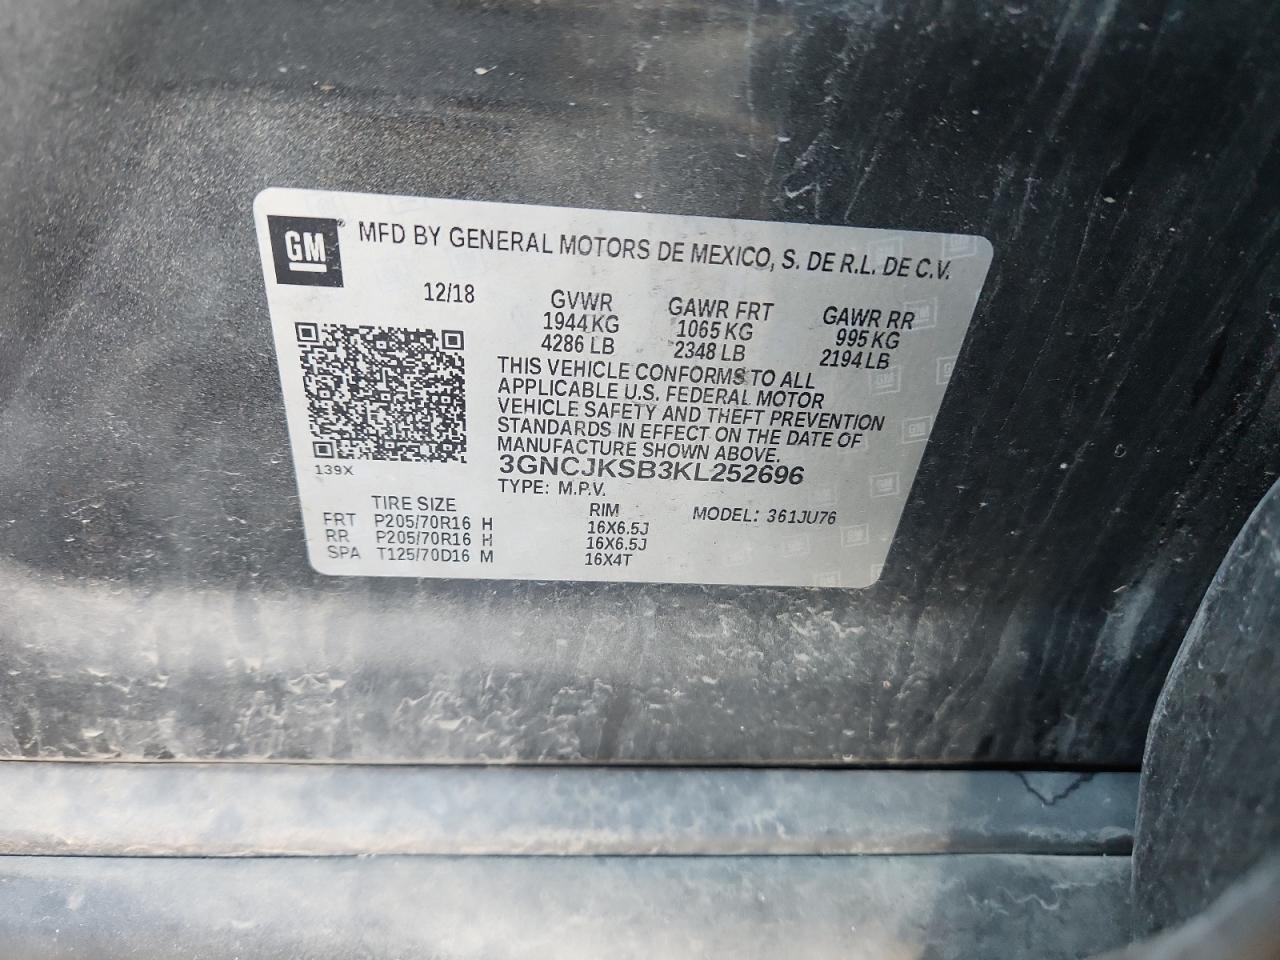 GM® MFD BY GENERAL MOTORS DE MEXICO, S. DE R.L. DE C.V.
12/18
GVWR GAWR FRT GAWR RR
1944 KG 1065 KG 995 KG
4286 LB 2348 LB 2194 LB
THIS VEHICLE CONFORMS TO ALL
APPLICABLE U.S. FEDERAL MOTOR
VEHICLE SAFETY AND THEFT PREVENTION
STANDARDS IN EFFECT ON THE DATE OF
MANUFACTURE SHOWN ABOVE.
139X 3GNCJKSB3KL252696
TYPE: M.P.V.
TIRE SIZE RIM MODEL: 361JU76
FRT P205/70R16 H 16X6.5J
RR P205/70R16 H 16X6.5J
SPA T125/70D16 M 16X4T